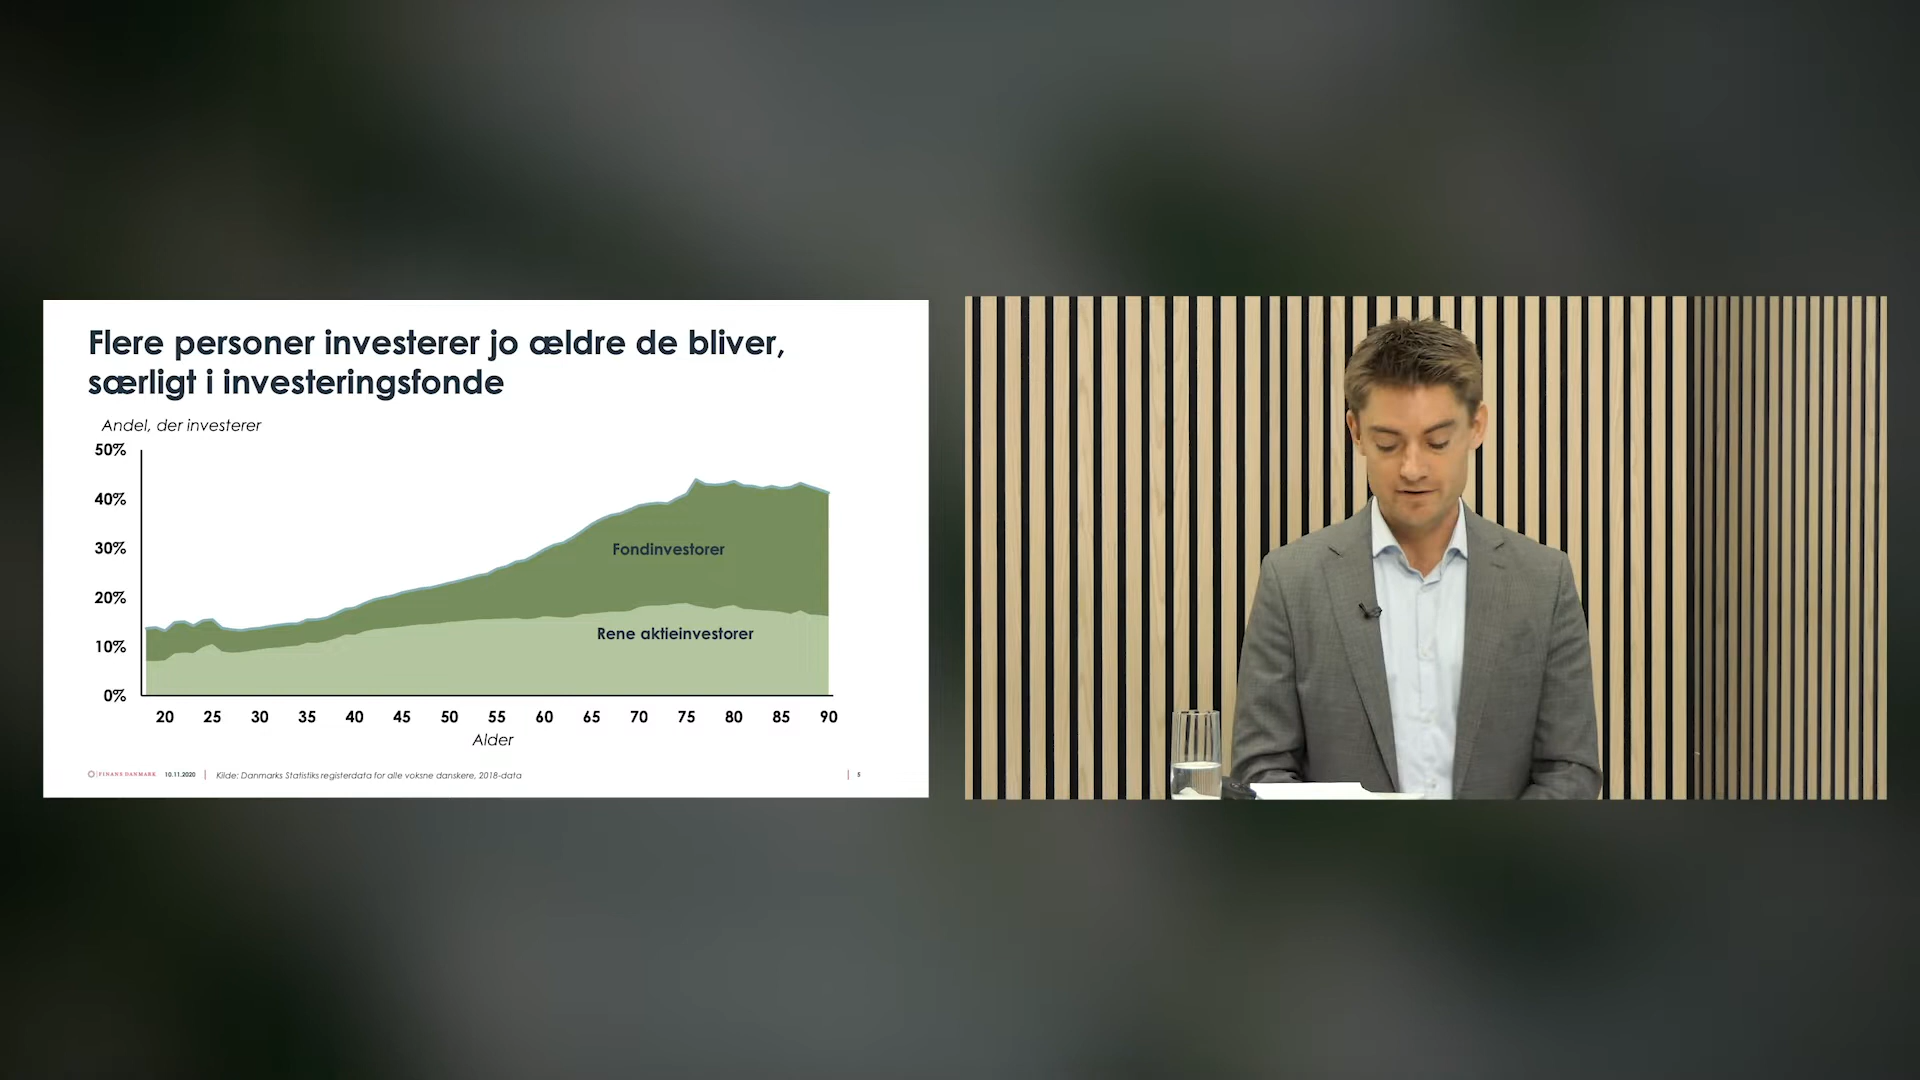 Flere personer investerer jo ældre de bliver,
særligt i investeringsfonde
Andel, der investerer
50%
40%
30%
20%
10%
0%
Fondinvestorer
Rene aktieinvestorer
20 25 30 35 40 45 50 55 60 65 70 75 80 85 90
Alder
FINANS DANMARK 10.11.2020 Kilde: Danmarks Statistiks registerdata for alle voksne danskere, 2018-data 5